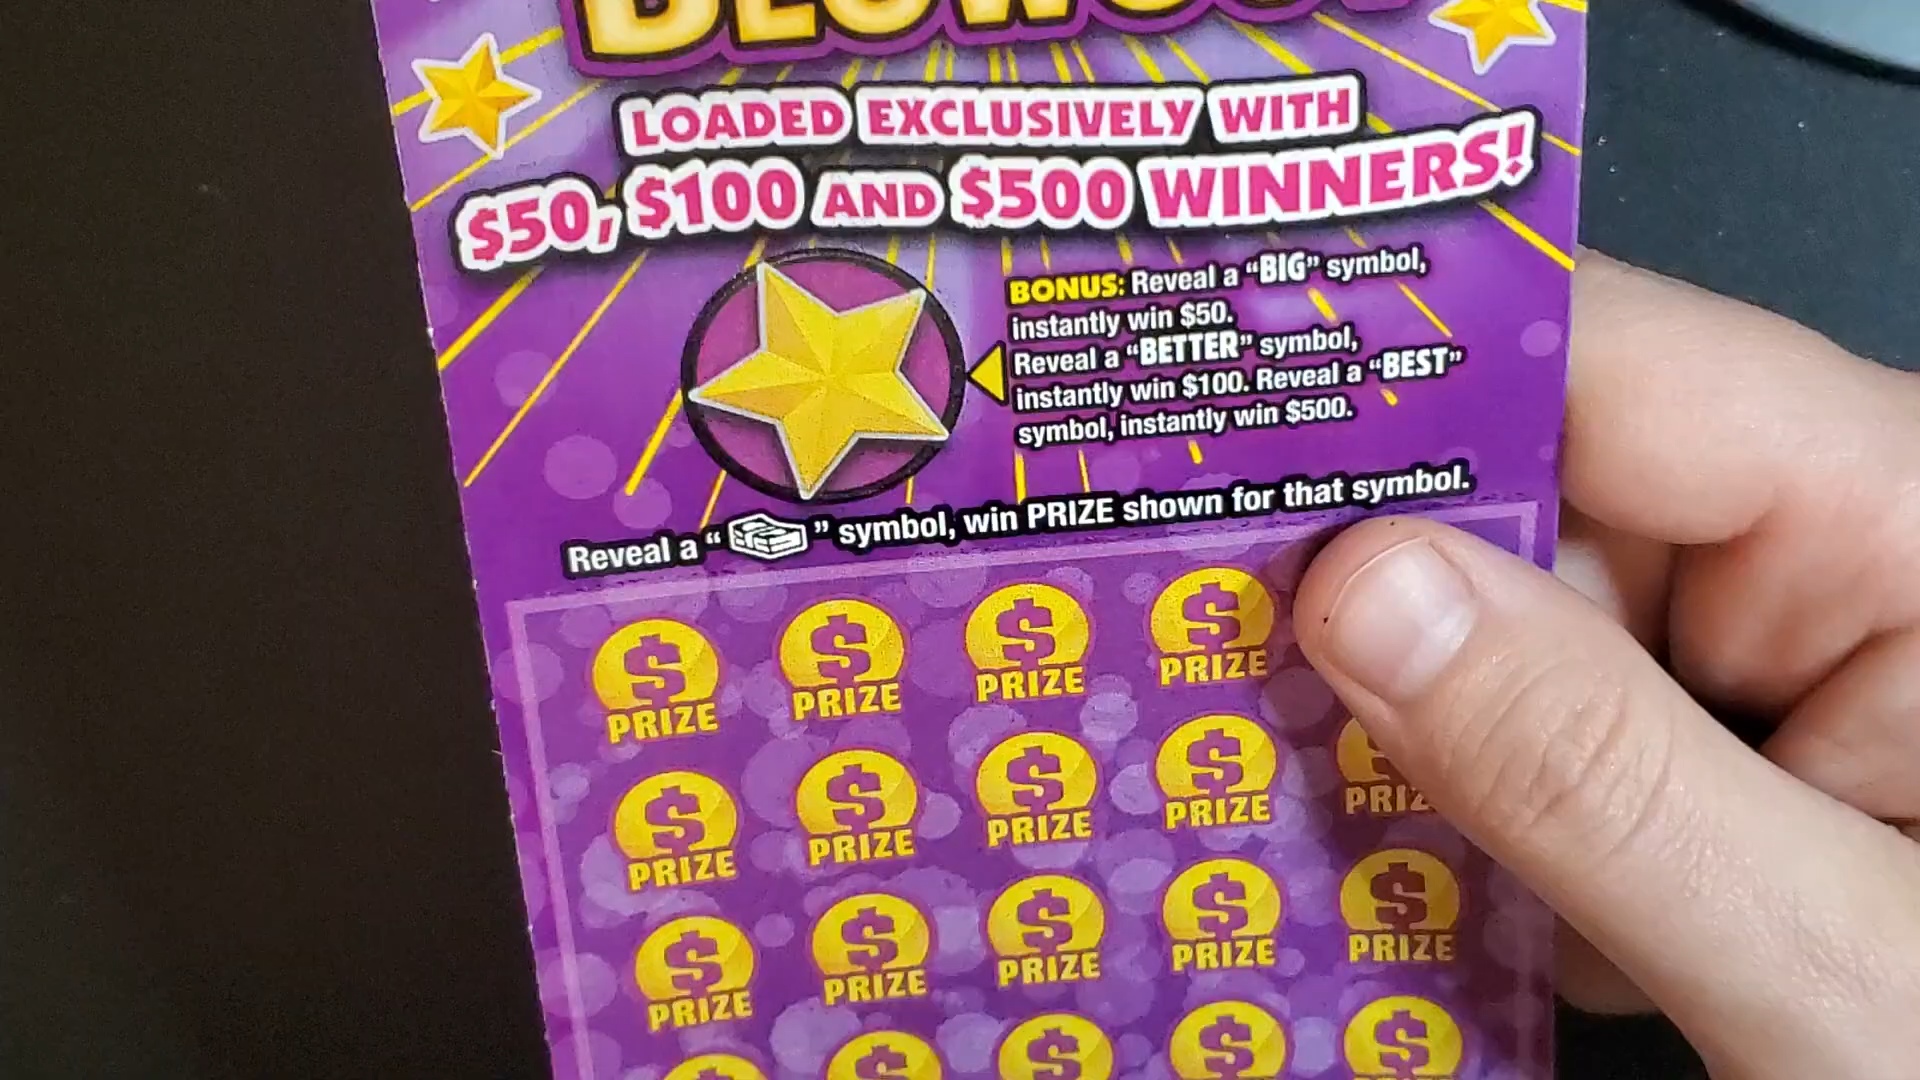 BLOWOUT
LOADED EXCLUSIVELY WITH
$50, $100 AND $500 WINNERS!
BONUS: Reveal a “BIG” symbol,
instantly win $50.
Reveal a “BETTER” symbol,
instantly win $100. Reveal a “BEST”
symbol, instantly win $500.
Reveal a “ ” symbol, win PRIZE shown for that symbol.
$ $ $ $
PRIZE PRIZE PRIZE PRIZE
$ $ $ $
PRIZE PRIZE PRIZE PRIZE PRIZ
$ $ $ $ $
PRIZE PRIZE PRIZE PRIZE PRIZE
$ $ $ $